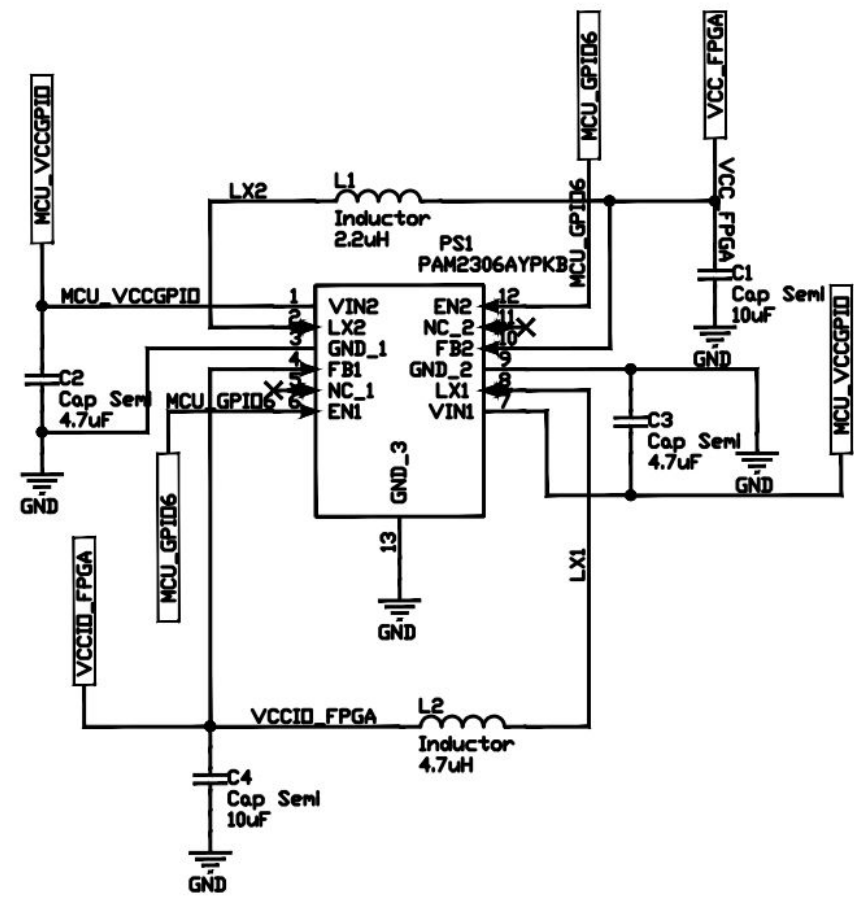 MCU_GPIO6
VCC_FPGA
MCU_VCCGPIO
LX2
L1
Inductor
2.2uH
MCU_GPIO6
VCC_FPGA
PS1
PAM2306AYPKB
C1
Cap Semi
10uF
GND
MCU_VCCGPIO
MCU_VCCGPIO
1 VIN2
2 LX2
3 GND_1
4 FB1
5 NC_1
6 EN1
EN2 12
NC_2 11
FB2 10
GND_2 9
LX1 8
VIN1 7
GND_3
13
GND
C2
Cap Semi
4.7uF
GND
MCU_GPIO6
MCU_GPIO6
C3
Cap Semi
4.7uF
GND
LX1
VCCIO_FPGA
VCCIO_FPGA
L2
Inductor
4.7uH
C4
Cap Semi
10uF
GND